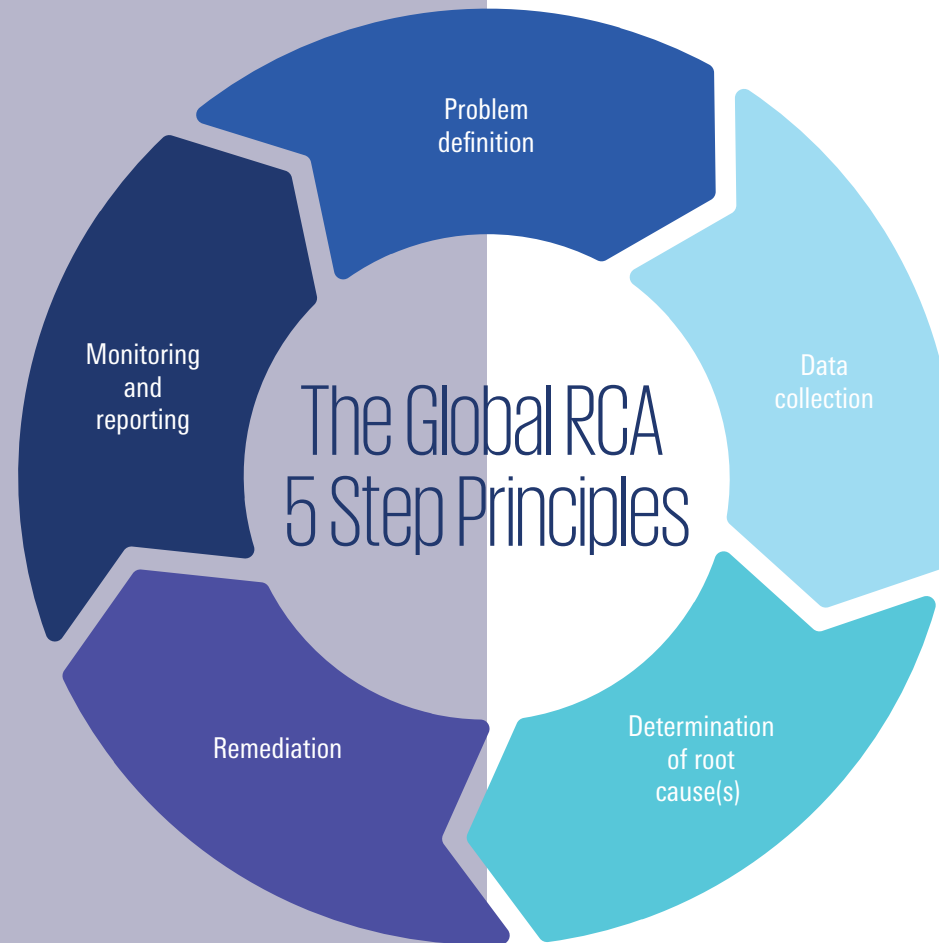 Problem
definition
Data
collection
Determination
of root
cause(s)
Remediation
Monitoring
and
reporting
The Global RCA
5 Step Principles